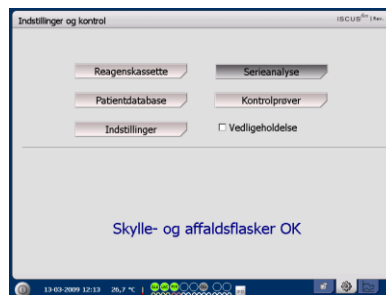 Indstillinger og kontrol
ISCUS
Reagenskassette
Serieanalyse
Patientdatabase
Kontrolprøver
Indstillinger
Vedligeholdelse
Skylle- og affaldsflasker OK
13-03-2009 12:13 26,7 °C